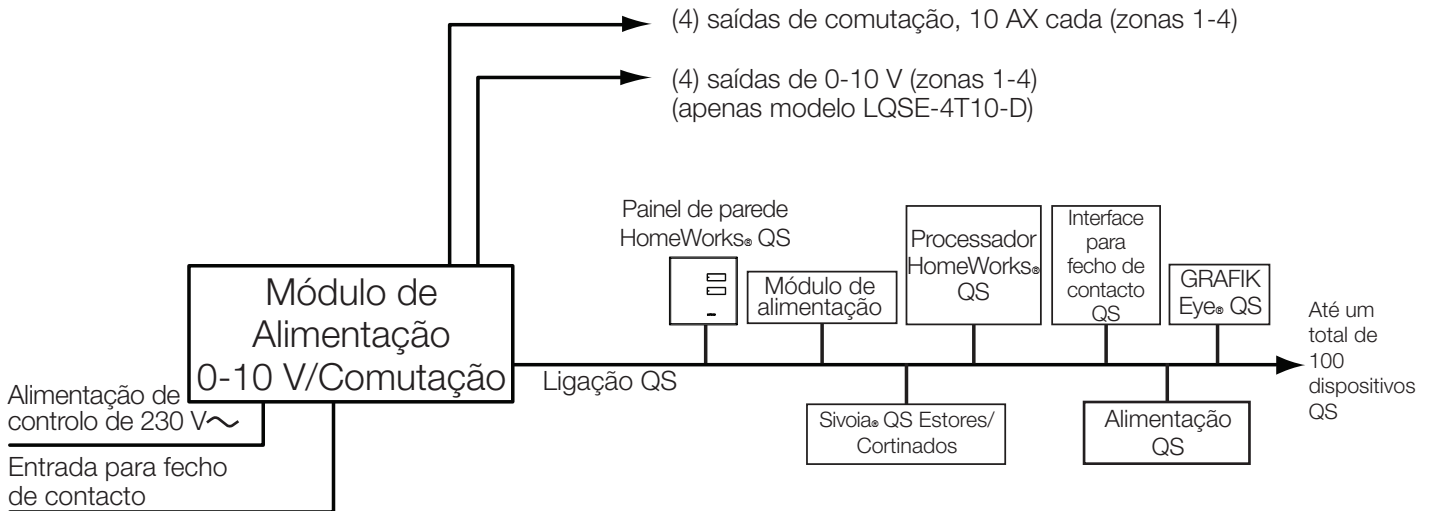 (4) saídas de comutação, 10 AX cada (zonas 1-4)
(4) saídas de 0-10 V (zonas 1-4)
(apenas modelo LQSE-4T10-D)
Painel de parede
HomeWorks® QS
Módulo de
alimentação
Processador
HomeWorks®
QS
Interface
para
fecho de
contacto
QS
GRAFIK
Eye® QS
Até um
total de
100
dispositivos
QS
Módulo de
Alimentação
0-10 V/Comutação
Ligação QS
Sivoia® QS Estores/
Cortinados
Alimentação
QS
Alimentação de
controlo de 230 V~
Entrada para fecho
de contacto